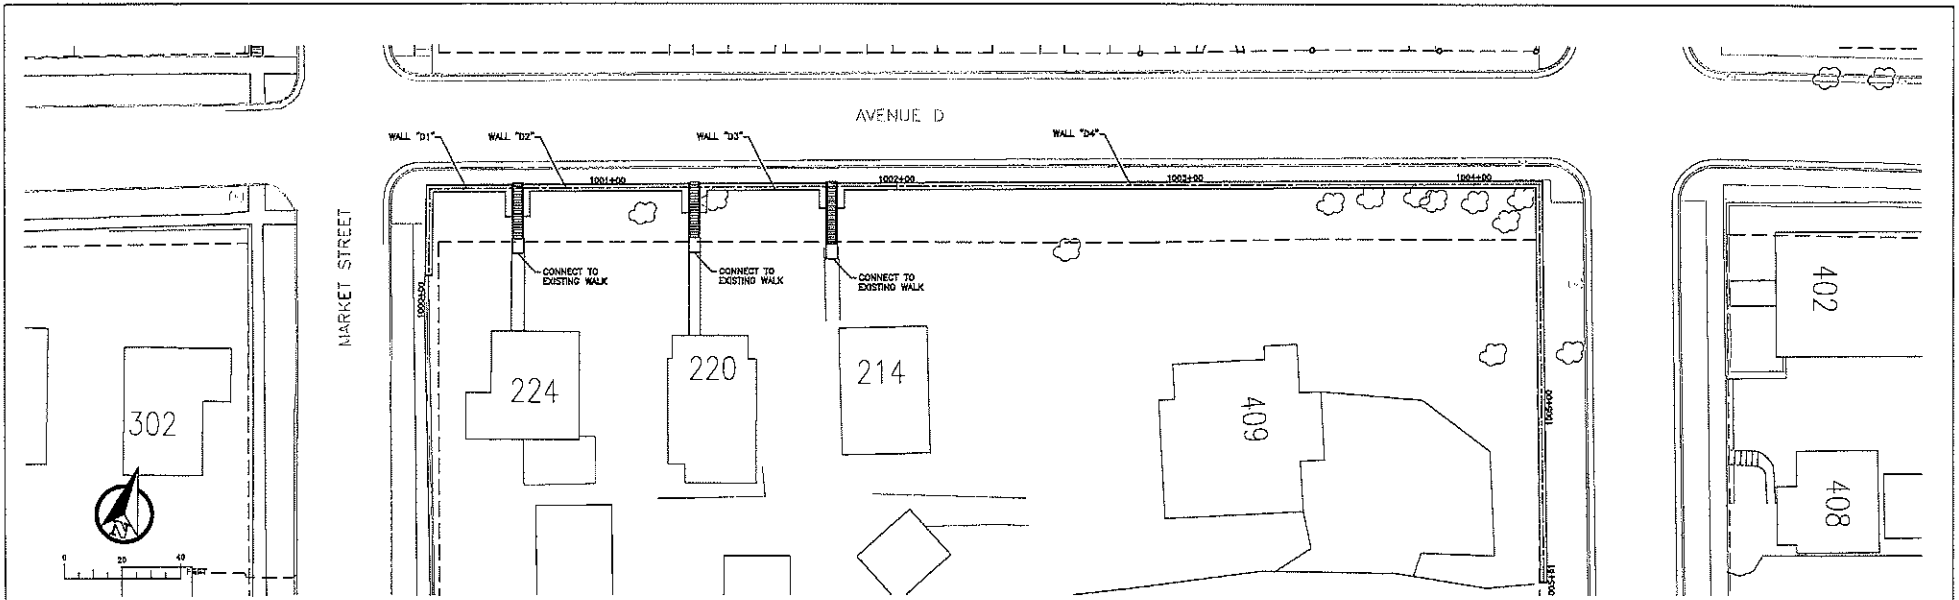 AVENUE D
WALL "D1"
WALL "D2"
WALL "D3"
WALL "D4"
1001+00
1002+00
1003+00
1004+00
MARKET STREET
1000+00
CONNECT TO
EXISTING WALK
CONNECT TO
EXISTING WALK
CONNECT TO
EXISTING WALK
302
224
220
214
409
402
408
1005+00
N
0 20 40
FEET